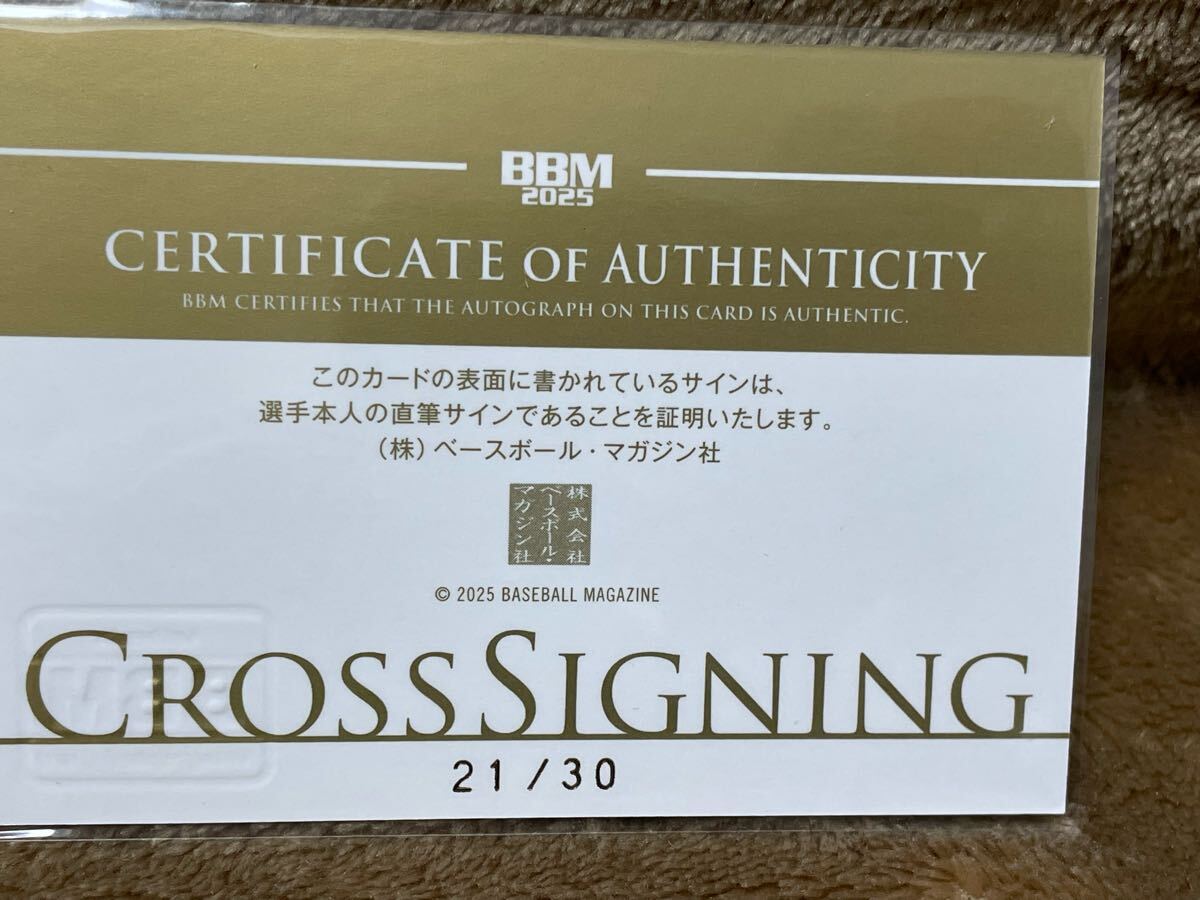 BBM
2025
CERTIFICATE OF AUTHENTICITY
BBM CERTIFIES THAT THE AUTOGRAPH ON THIS CARD IS AUTHENTIC.
このカードの表面に書かれているサインは、
選手本人の直筆サインであることを証明いたします。
（株）ベースボール・マガジン社
株式会社
ベースボール・
マガジン社
© 2025 BASEBALL MAGAZINE
CROSSSIGNING
21/30